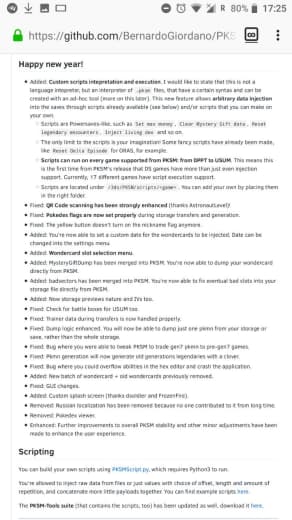 R 80% 17:25
https://github.com/BernardoGiordano/PKS
Happy new year!
• Added: Custom scripts intepretation and execution. I would like to state that this is not a
language intepreter, but an intepreter of .pksm files, that have a certain syntax and can be
created with an ad-hoc tool (more on this later). This new feature allows arbitrary data injection
into the saves through scripts already available (see below) and/or scripts that you can make on
your own.
◦ Scripts are Powersaves-like, such as Set max money, Clear Mystery Gift data, Reset
legendary encounters, Inject living dex and so on.
◦ The only limit to the scripts is your imagination! Some fancy scripts have already been made,
like Reset Delta Episode for ORAS, for example.
◦ Scripts can run on every game supported from PKSM: from DPPT to USUM. This means this
is the first time from PKSM's release that DS games have more than just event injection
support. Currently, 17 different games have script execution support.
◦ Scripts are located under /3ds/PKSM/scripts/<game>. You can add your own by placing them
in the right folder.
• Fixed: QR Code scanning has been strongly enhanced (thanks AstronautLevel)!
• Fixed: Pokedex flags are now set properly during storage transfers and generation.
• Fixed: The yellow button doesn't turn on the nickname flag anymore.
• Added: You're now able to set a custom date for the wondercards to be injected. Date can be
changed into the settings menu
• Added: Wondercard slot selection menu.
• Added: MysteryGiftDump has been merged into PKSM. You're now able to dump your wondercard
directly from PKSM.
• Added: badvectors has been merged into PKSM. You're now able to fix eventual bad slots into your
storage file directly from PKSM.
• Added: Now storage previews nature and IVs too.
• Fixed: Check for battle boxes for USUM too.
• Fixed: Trainer data during transfers is now handled properly.
• Fixed: Dump logic enhanced. You will now be able to dump just one pkmn from your storage or
save, rather than the whole storage.
• Fixed: Bug where you were able to tweak PKSM to trade gen7 pkmn to pre-gen7 games.
• Fixed: Pkmn generation will now generate old generations legendaries with a clover.
• Fixed: Bug where you could overflow abilities in the hex editor and crash the application.
• Added: New batch of wondercard + old wondercards previously removed.
• Fixed: GUI changes.
• Added: Custom splash screen (thanks dsoldier and FrozenFire).
• Removed: Russian localization has been removed because no one contributed to it from long time.
• Removed: Pokedex viewer.
• Enhanced: Further improvements to overall PKSM stability and other minor adjustments have been
made to enhance the user experience.
Scripting
You can build your own scripts using PKSMScript.py, which requires Python3 to run.
You're allowed to inject raw data from files or just values with choice of offset, length and amount of
repetition, and concatenate more little payloads together. You can find example scripts here.
The PKSM-Tools suite (that contains the scripts, too) has been updated as well, download it here.